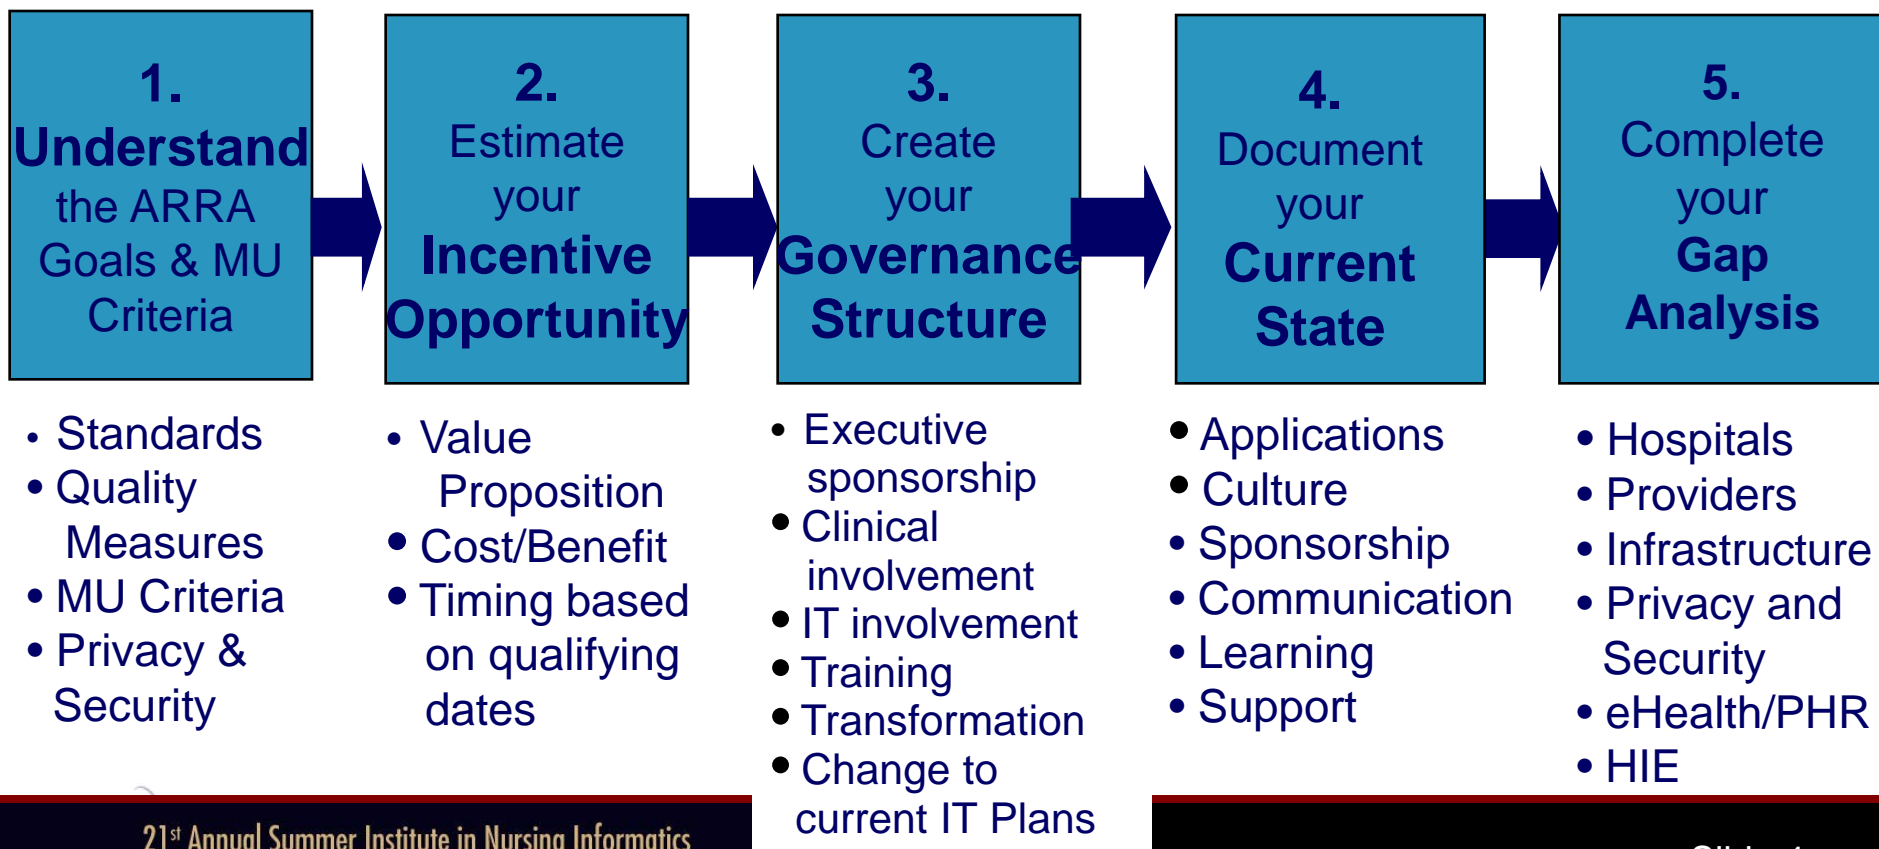 1.
Understand
the ARRA
Goals & MU
Criteria
2.
Estimate
your
Incentive
Opportunity
3.
Create
your
Governance
Structure
4.
Document
your
Current
State
5.
Complete
your
Gap
Analysis
• Standards
• Quality
Measures
• MU Criteria
• Privacy &
Security
• Value
Proposition
• Cost/Benefit
• Timing based
on qualifying
dates
• Executive
sponsorship
• Clinical
involvement
• IT involvement
• Training
• Transformation
• Change to
current IT Plans
• Applications
• Culture
• Sponsorship
• Communication
• Learning
• Support
• Hospitals
• Providers
• Infrastructure
• Privacy and
Security
• eHealth/PHR
• HIE
21st Annual Summer Institute in Nursing Informatics